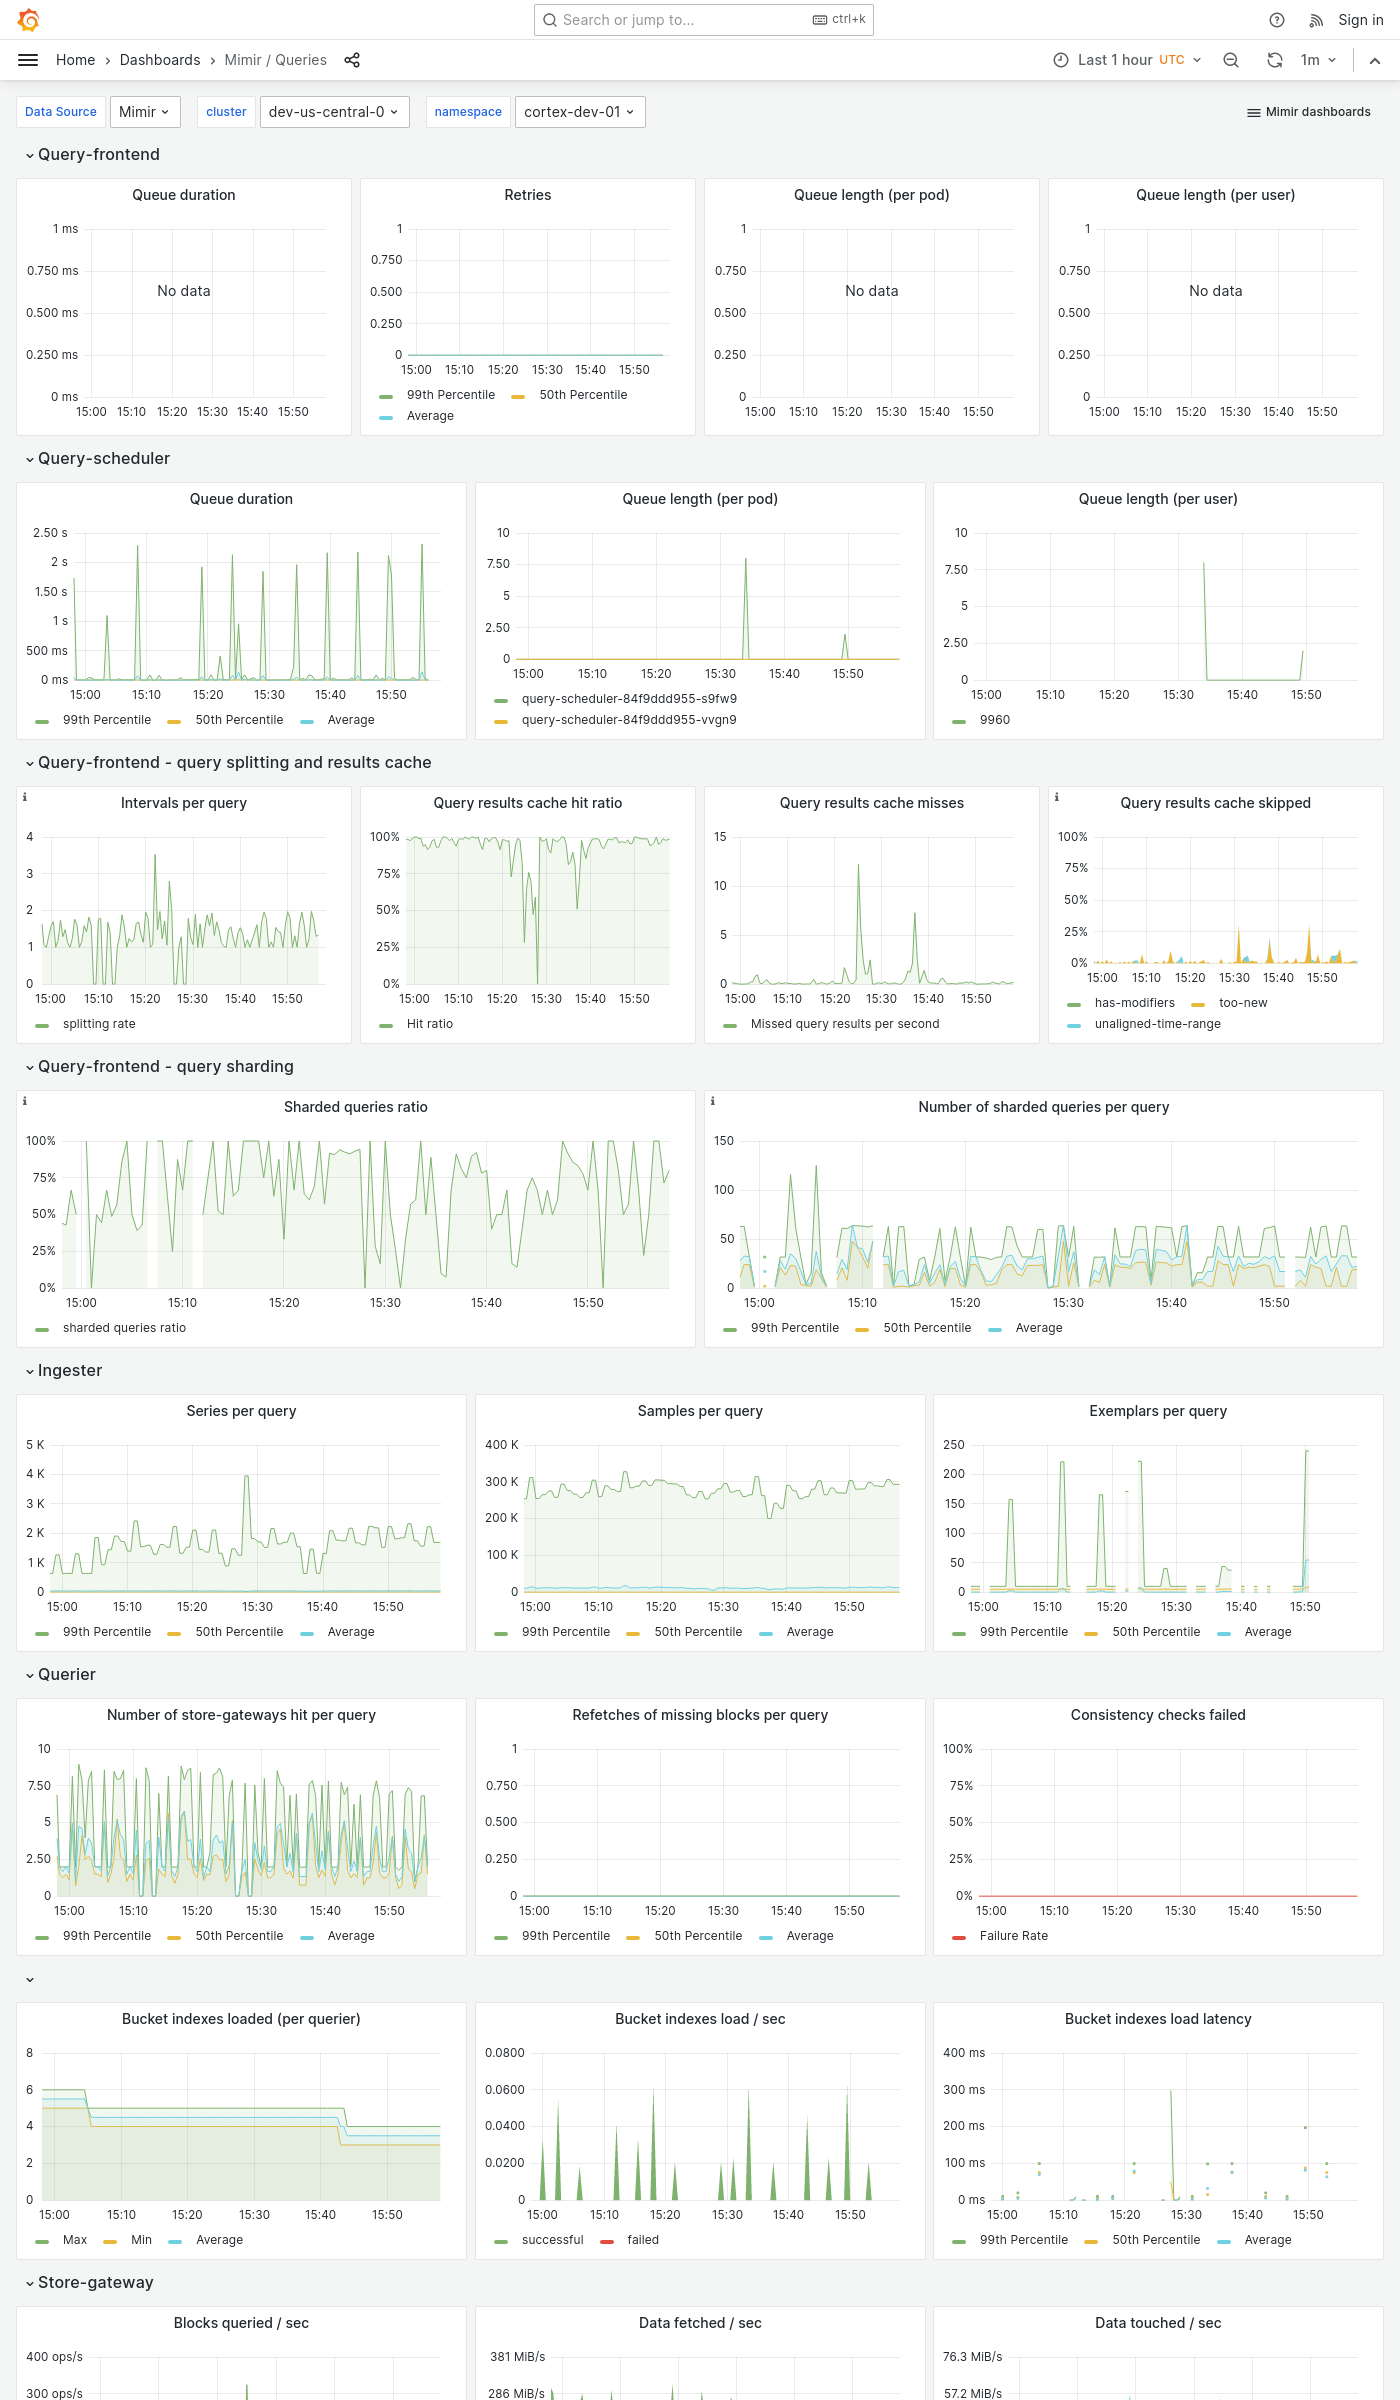 Search or jump to... ctrl+k Sign in
Home › Dashboards › Mimir / Queries Last 1 hour UTC 1m
Data Source Mimir cluster dev-us-central-0 namespace cortex-dev-01 Mimir dashboards
Query-frontend
Queue duration
1 ms
0.750 ms
0.500 ms
0.250 ms
0 ms
No data
15:00 15:10 15:20 15:30 15:40 15:50
Retries
1
0.750
0.500
0.250
0
15:00 15:10 15:20 15:30 15:40 15:50
99th Percentile 50th Percentile
Average
Queue length (per pod)
1
0.750
0.500
0.250
0
No data
15:00 15:10 15:20 15:30 15:40 15:50
Queue length (per user)
1
0.750
0.500
0.250
0
No data
15:00 15:10 15:20 15:30 15:40 15:50
Query-scheduler
Queue duration
2.50 s
2 s
1.50 s
1 s
500 ms
0 ms
15:00 15:10 15:20 15:30 15:40 15:50
99th Percentile 50th Percentile Average
Queue length (per pod)
10
7.50
5
2.50
0
15:00 15:10 15:20 15:30 15:40 15:50
query-scheduler-84f9ddd955-s9fw9
query-scheduler-84f9ddd955-vvgn9
Queue length (per user)
10
7.50
5
2.50
0
15:00 15:10 15:20 15:30 15:40 15:50
9960
Query-frontend - query splitting and results cache
Intervals per query
4
3
2
1
0
15:00 15:10 15:20 15:30 15:40 15:50
splitting rate
Query results cache hit ratio
100%
75%
50%
25%
0%
15:00 15:10 15:20 15:30 15:40 15:50
Hit ratio
Query results cache misses
15
10
5
0
15:00 15:10 15:20 15:30 15:40 15:50
Missed query results per second
Query results cache skipped
100%
75%
50%
25%
0%
15:00 15:10 15:20 15:30 15:40 15:50
has-modifiers too-new
unaligned-time-range
Query-frontend - query sharding
Sharded queries ratio
100%
75%
50%
25%
0%
15:00 15:10 15:20 15:30 15:40 15:50
sharded queries ratio
Number of sharded queries per query
150
100
50
0
15:00 15:10 15:20 15:30 15:40 15:50
99th Percentile 50th Percentile Average
Ingester
Series per query
5 K
4 K
3 K
2 K
1 K
0
15:00 15:10 15:20 15:30 15:40 15:50
99th Percentile 50th Percentile Average
Samples per query
400 K
300 K
200 K
100 K
0
15:00 15:10 15:20 15:30 15:40 15:50
99th Percentile 50th Percentile Average
Exemplars per query
250
200
150
100
50
0
15:00 15:10 15:20 15:30 15:40 15:50
99th Percentile 50th Percentile Average
Querier
Number of store-gateways hit per query
10
7.50
5
2.50
0
15:00 15:10 15:20 15:30 15:40 15:50
99th Percentile 50th Percentile Average
Refetches of missing blocks per query
1
0.750
0.500
0.250
0
15:00 15:10 15:20 15:30 15:40 15:50
99th Percentile 50th Percentile Average
Consistency checks failed
100%
75%
50%
25%
0%
15:00 15:10 15:20 15:30 15:40 15:50
Failure Rate
Bucket indexes loaded (per querier)
8
6
4
2
0
15:00 15:10 15:20 15:30 15:40 15:50
Max Min Average
Bucket indexes load / sec
0.0800
0.0600
0.0400
0.0200
0
15:00 15:10 15:20 15:30 15:40 15:50
successful failed
Bucket indexes load latency
400 ms
300 ms
200 ms
100 ms
0 ms
15:00 15:10 15:20 15:30 15:40 15:50
99th Percentile 50th Percentile Average
Store-gateway
Blocks queried / sec
400 ops/s
300 ops/s
Data fetched / sec
381 MiB/s
286 MiB/s
Data touched / sec
76.3 MiB/s
57.2 MiB/s